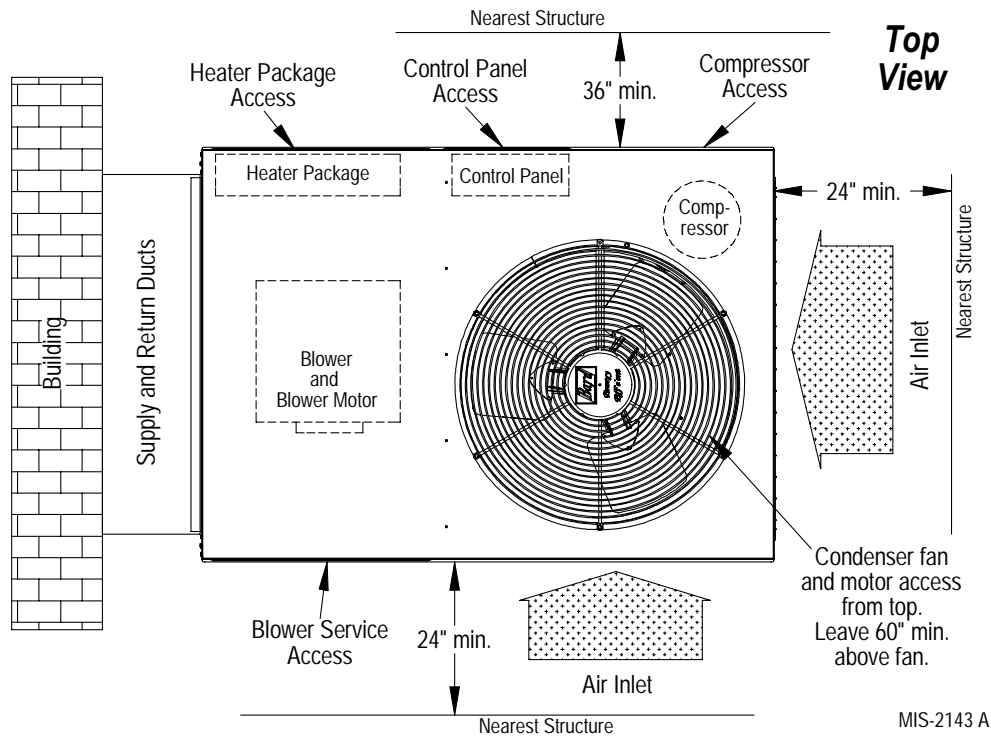 Nearest Structure
Top
View
Heater Package
Access
Control Panel
Access
36" min.
Compressor
Access
Heater Package
Control Panel
Comp-
ressor
24" min.
Nearest Structure
Building
Supply and Return Ducts
Blower
and
Blower Motor
Air Inlet
Condenser fan
and motor access
from top.
Leave 60" min.
above fan.
Blower Service
Access
24" min.
Air Inlet
Nearest Structure
MIS-2143 A